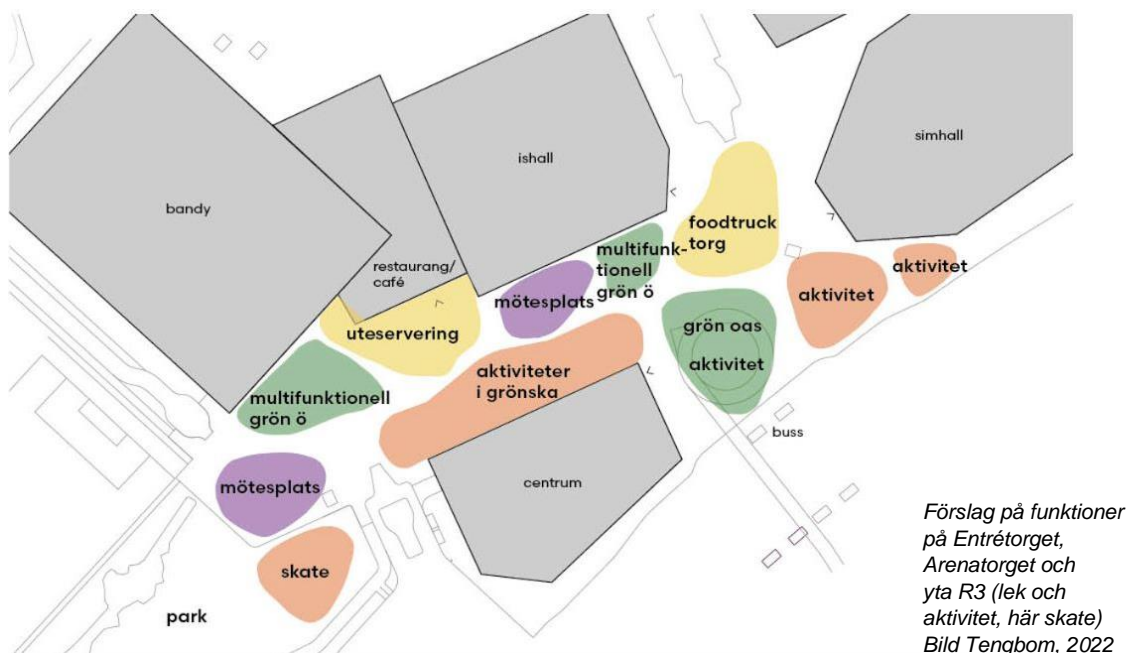 simhall
ishall
bandy
foodtruck
torg
multifunk-
tionell
grön ö
restaurang/
café
aktivitet
aktivitet
mötesplats
uteservering
grön oas
aktivitet
aktiviteter
i grönska
multifunktionell
grön ö
buss
centrum
mötesplats
skate
park
Förslag på funktioner
på Entrétorget,
Arenatorget och
yta R3 (lek och
aktivitet, här skate)
Bild Tengbom, 2022